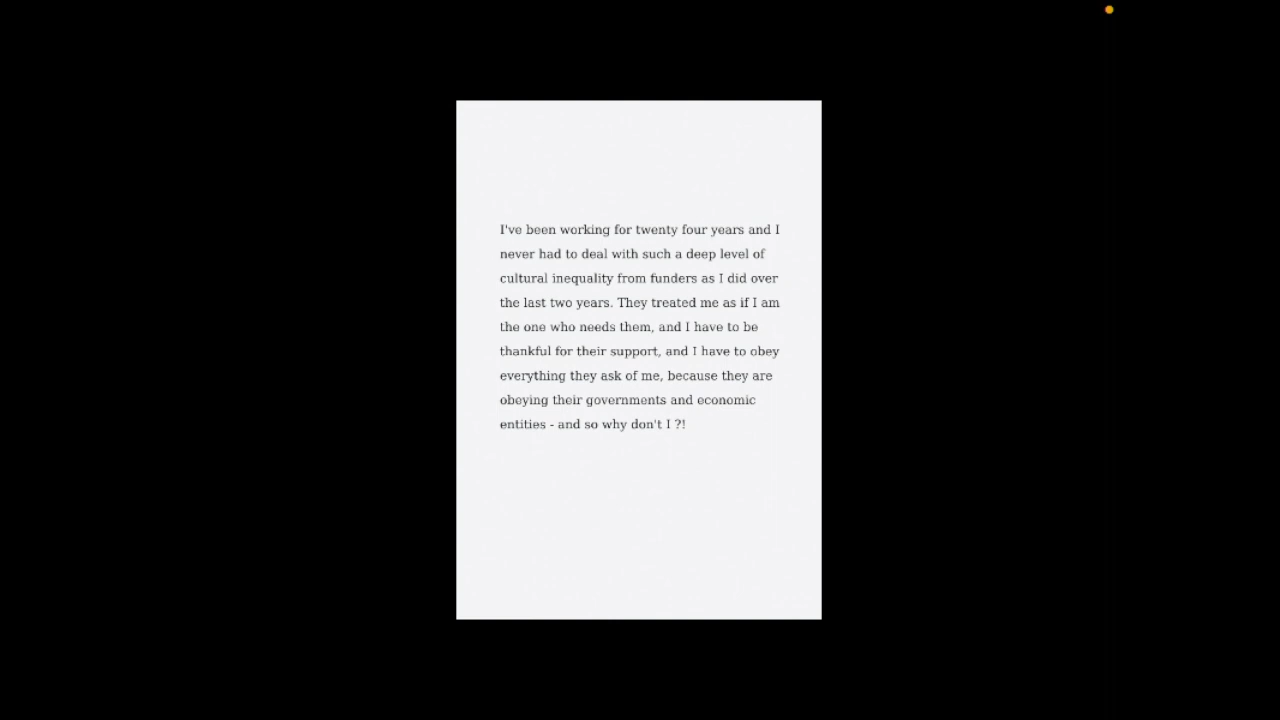 I've been working for twenty four years and I
never had to deal with such a deep level of
cultural inequality from funders as I did over
the last two years. They treated me as if I am
the one who needs them, and I have to be
thankful for their support, and I have to obey
everything they ask of me, because they are
obeying their governments and economic
entities - and so why don't I ?!